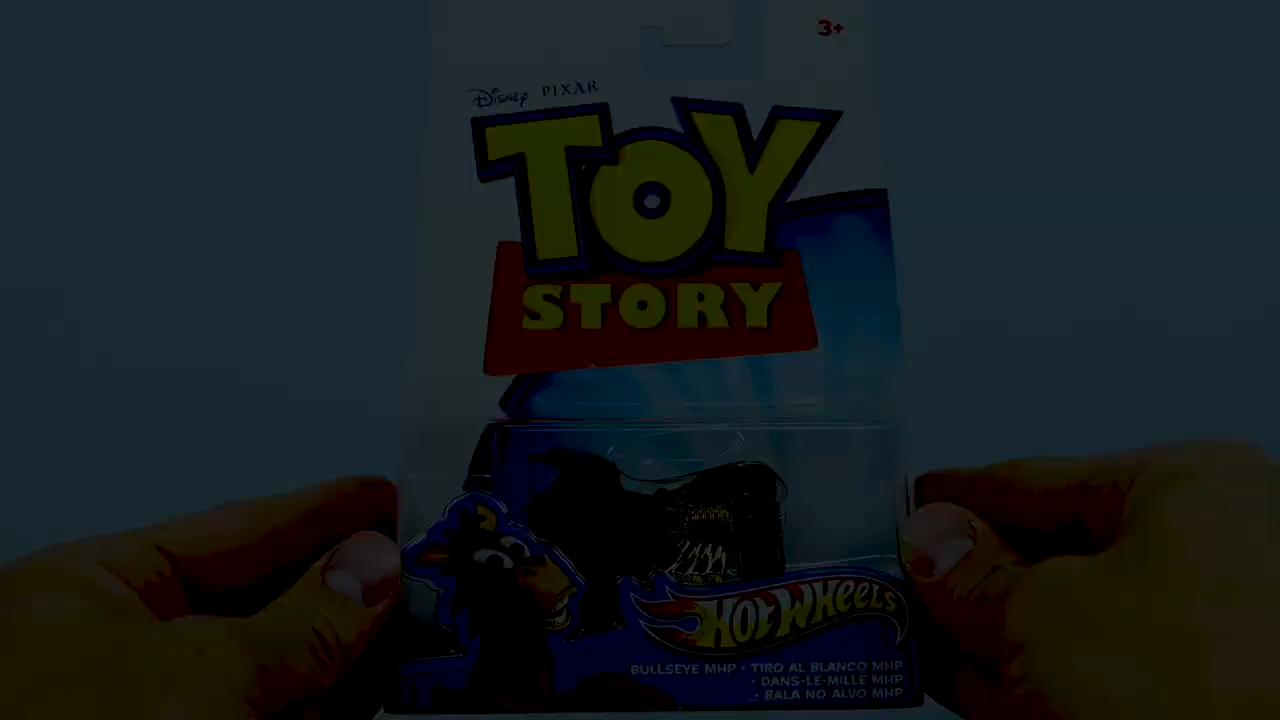 3+
Disney PIXAR
TOY
STORY
HOT WHEELS
BULLSEYE MHP · TIRO AL BLANCO MHP
· DANS-LE-MILLE MHP
· BALA NO ALVO MHP